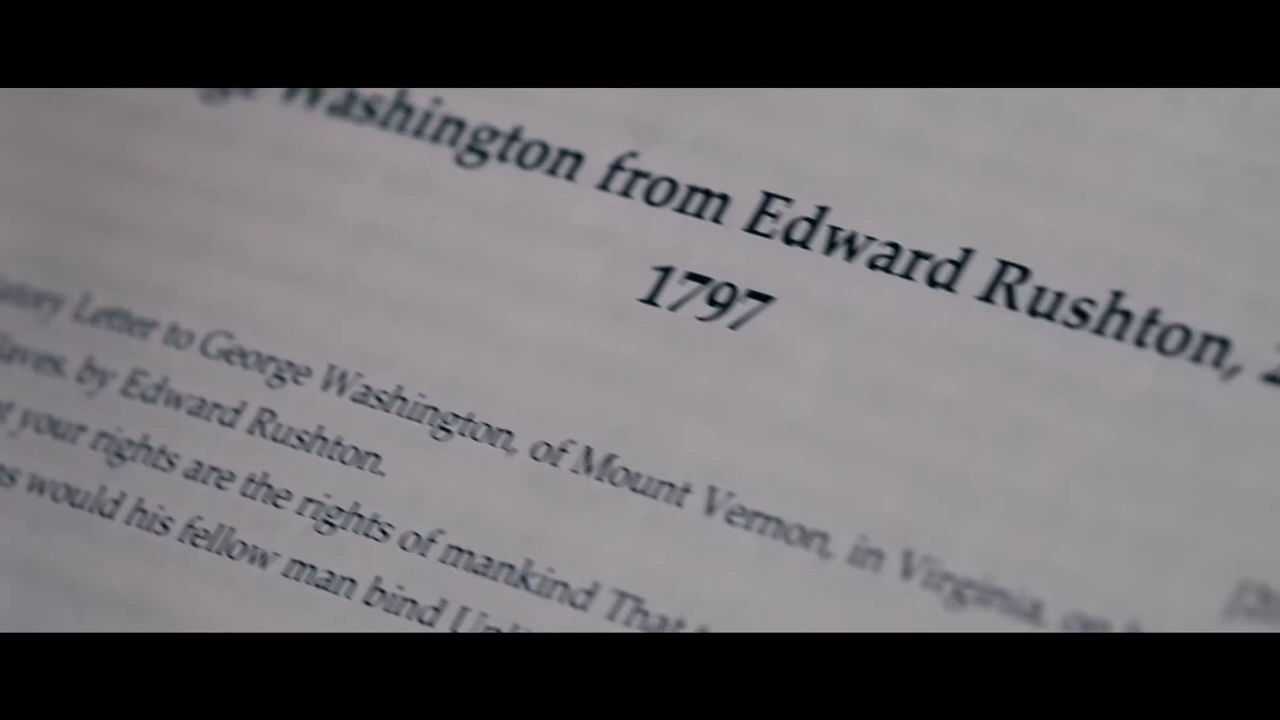 Washington from Edward Rushton,
1797
Letter to George Washington, of Mount Vernon, in Virginia, on
by Edward Rushton.
your rights are the rights of mankind That
would his fellow man bind